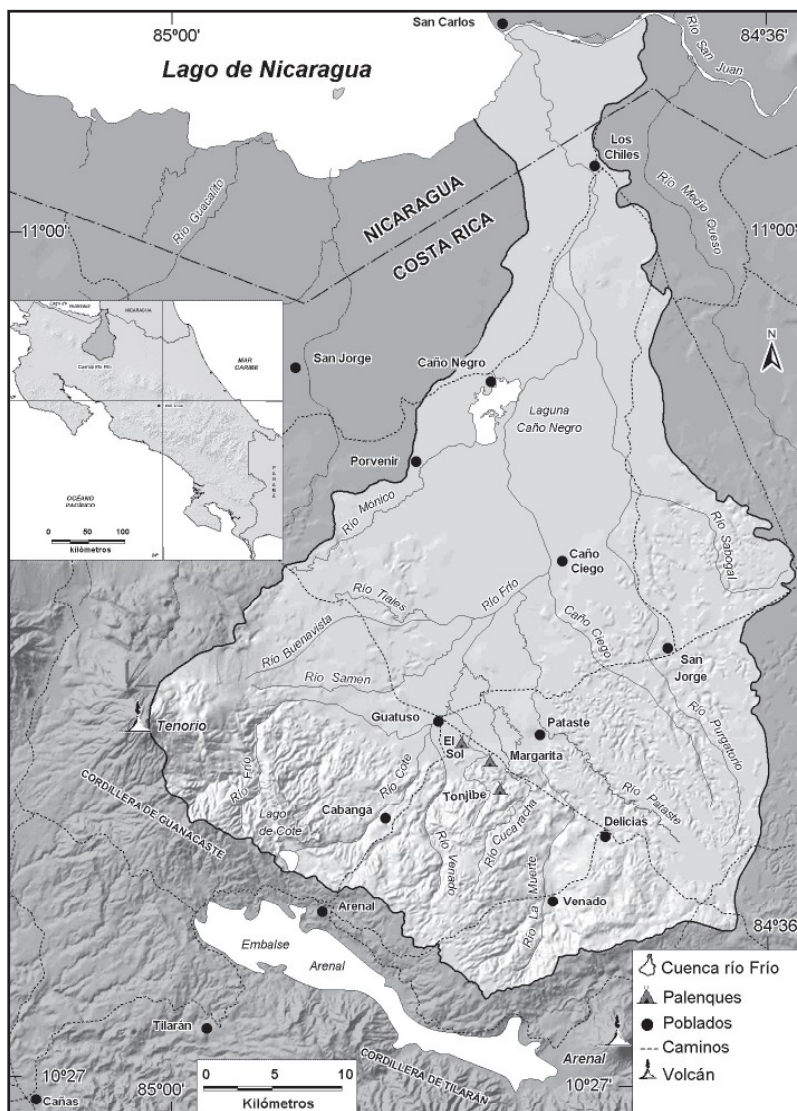 85º00'
San Carlos
84º36'
Río San Juan
Lago de Nicaragua
Los
Chiles
Río Guacalito
NICARAGUA
COSTA RICA
Río Medio Queso
11º00'
11º00'
N
NICARAGUA
MAR
CARIBE
San Jorge
Caño Negro
Laguna
Caño Negro
PANAMÁ
OCÉANO
PACÍFICO
0 50 100
kilómetros
Porvenir
Río Mónico
Río Sabogal
Caño
Ciego
Río Tiales
Río Frío
Río Buenavista
Caño Ciego
San
Jorge
Río Samen
Río Purgatorio
Tenorio
Guatuso
Pataste
El
Sol
Margarita
CORDILLERA DE GUANACASTE
Río Frío
Río Cote
Tonjibe
Río Pataste
Lago
de Cote
Cabanga
Río Cucaracha
Delicias
Río Venado
Río La Muerte
Arenal
Venado
84º36'
Embalse
Arenal
Cuenca río Frío
Palenques
Poblados
Caminos
Volcán
Tilarán
Arenal
CORDILLERA DE TILARÁN
10º27
85º00'
0 5 10
Kilómetros
10º27'
Cañas